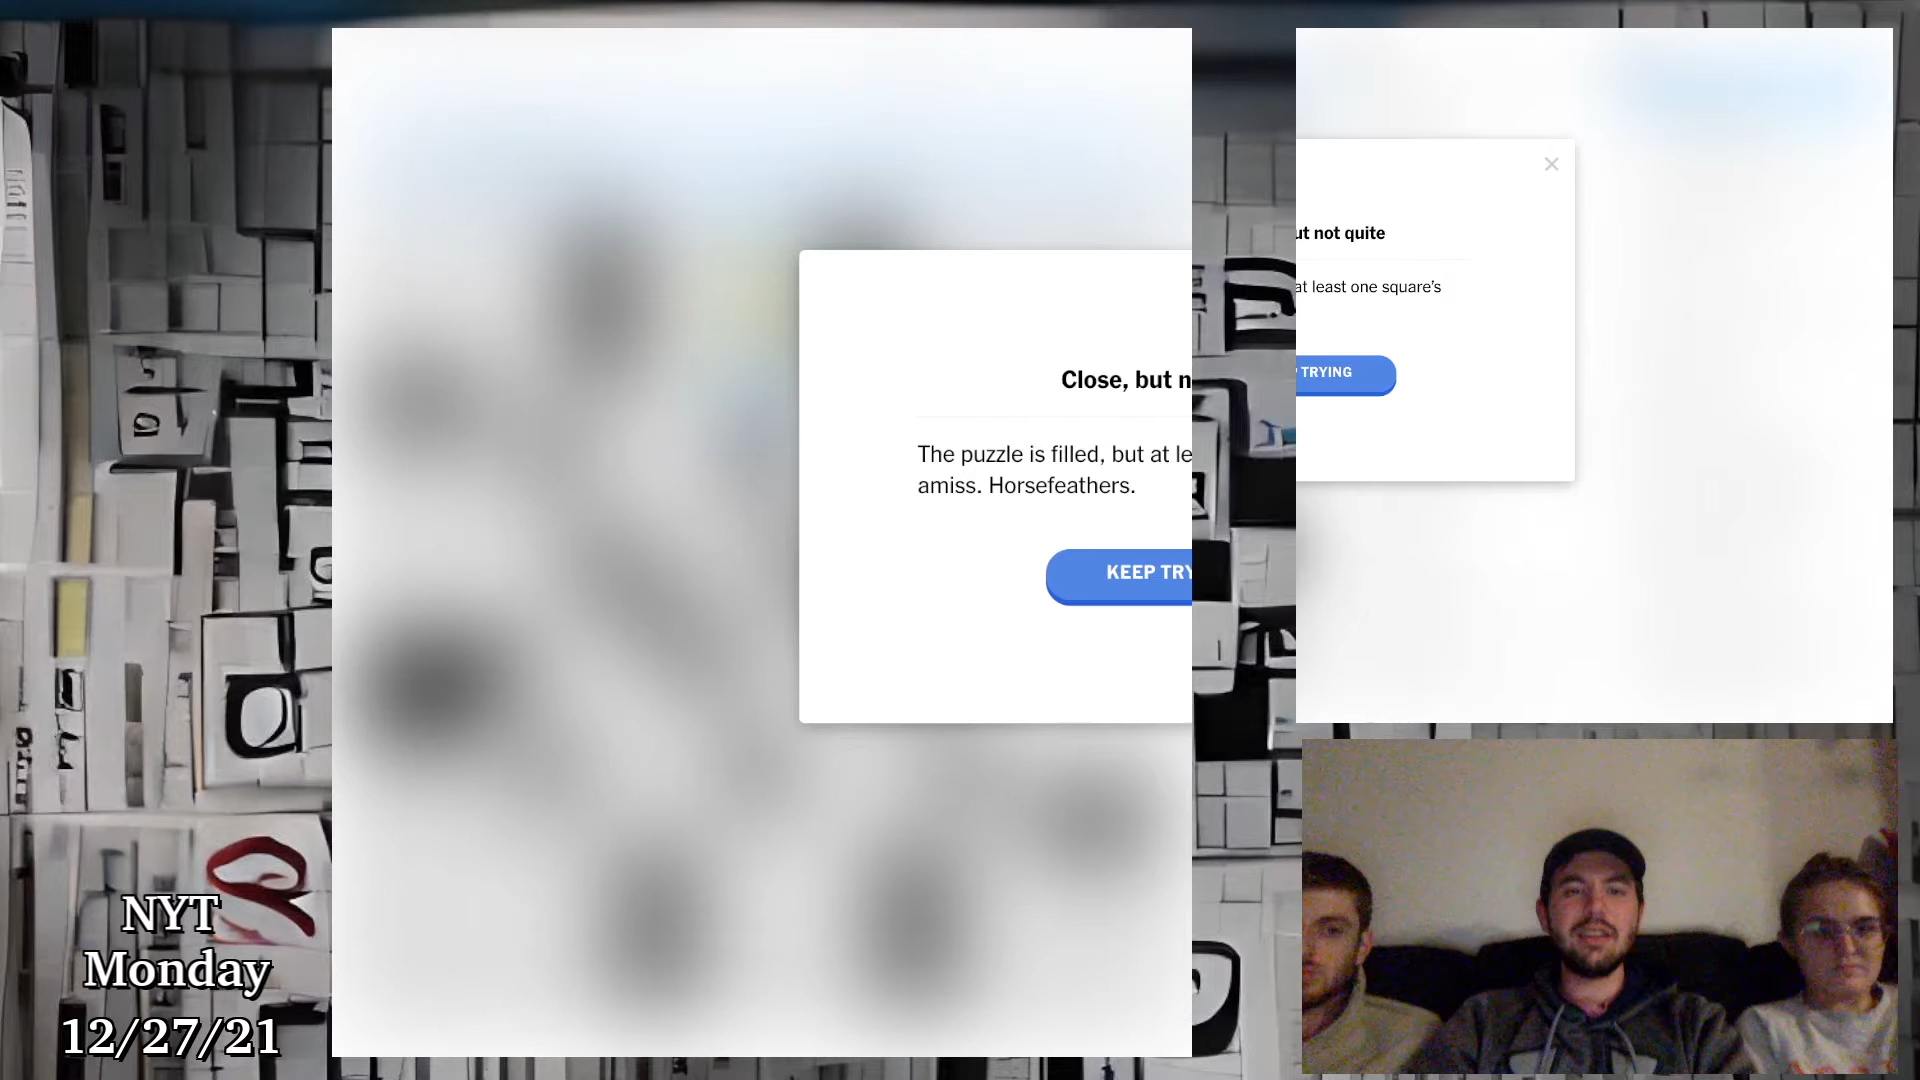 Close, but n
The puzzle is filled, but at le
amiss. Horsefeathers.
KEEP TRY
ut not quite
at least one square's
TRYING
NYT
Monday
12/27/21